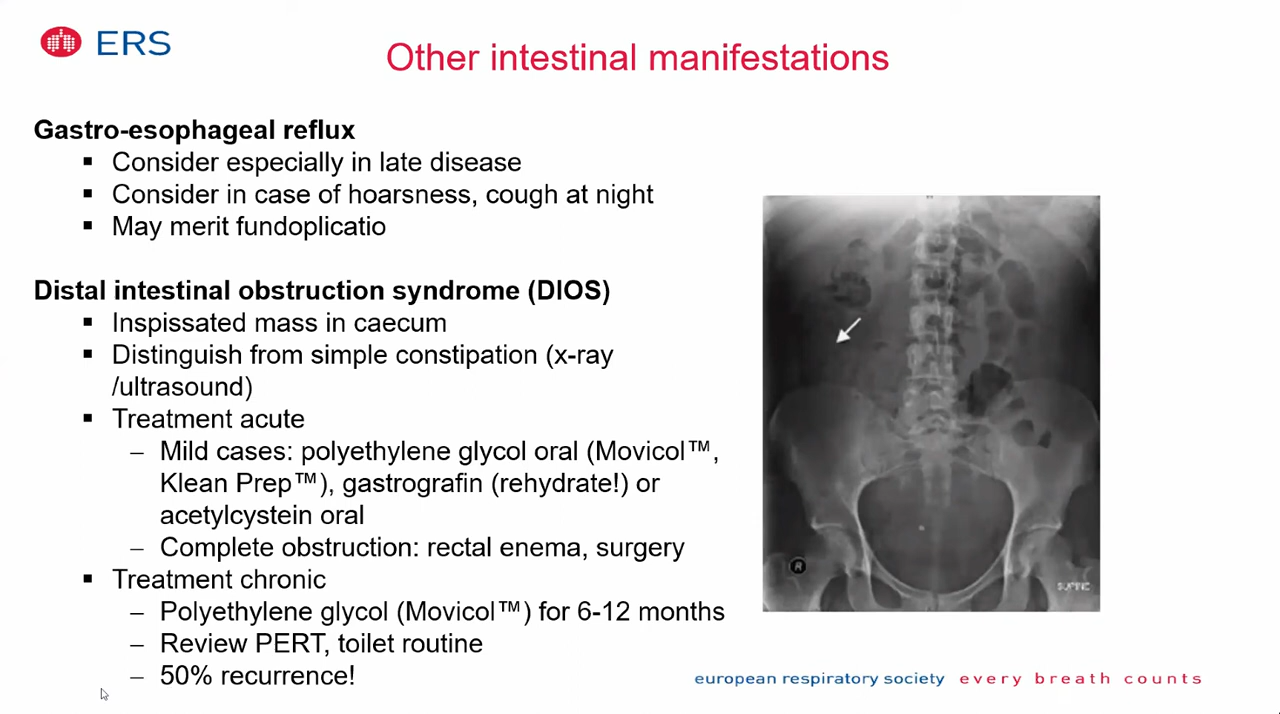 ERS
Other intestinal manifestations
Gastro-esophageal reflux
▪ Consider especially in late disease
▪ Consider in case of hoarsness, cough at night
▪ May merit fundoplicatio
Distal intestinal obstruction syndrome (DIOS)
▪ Inspissated mass in caecum
▪ Distinguish from simple constipation (x-ray
/ultrasound)
▪ Treatment acute
– Mild cases: polyethylene glycol oral (Movicol™,
Klean Prep™), gastrografin (rehydrate!) or
acetylcystein oral
– Complete obstruction: rectal enema, surgery
▪ Treatment chronic
– Polyethylene glycol (Movicol™) for 6-12 months
– Review PERT, toilet routine
– 50% recurrence!
R
SUPINE
european respiratory society every breath counts